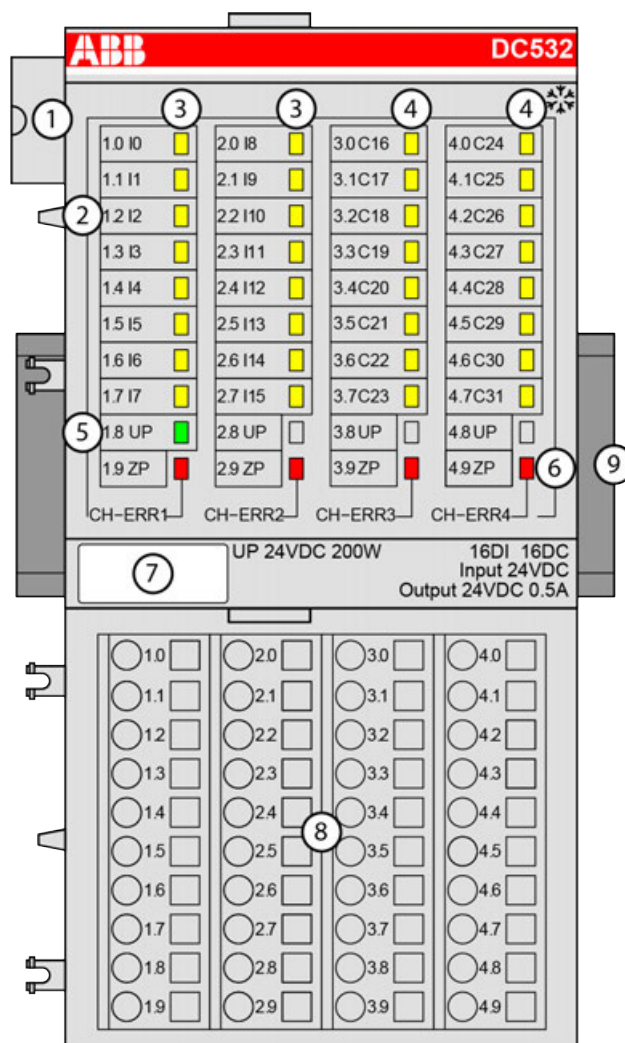 ABB DC532
1 3 3 4 4
1.0 I0 2.0 I8 3.0 C16 4.0 C24
1.1 I1 2.1 I9 3.1 C17 4.1 C25
2 1.2 I2 2.2 I10 3.2 C18 4.2 C26
1.3 I3 2.3 I11 3.3 C19 4.3 C27
1.4 I4 2.4 I12 3.4 C20 4.4 C28
1.5 I5 2.5 I13 3.5 C21 4.5 C29
1.6 I6 2.6 I14 3.6 C22 4.6 C30
1.7 I7 2.7 I15 3.7 C23 4.7 C31
5 1.8 UP 2.8 UP 3.8 UP 4.8 UP
1.9 ZP 2.9 ZP 3.9 ZP 4.9 ZP 6 9
CH-ERR1 CH-ERR2 CH-ERR3 CH-ERR4
7 UP 24VDC 200W 16DI 16DC
Input 24VDC
Output 24VDC 0.5A
1.0 2.0 3.0 4.0
1.1 2.1 3.1 4.1
1.2 2.2 3.2 4.2
1.3 2.3 3.3 4.3
1.4 2.4 3.4 4.4
8
1.5 2.5 3.5 4.5
1.6 2.6 3.6 4.6
1.7 2.7 3.7 4.7
1.8 2.8 3.8 4.8
1.9 2.9 3.9 4.9